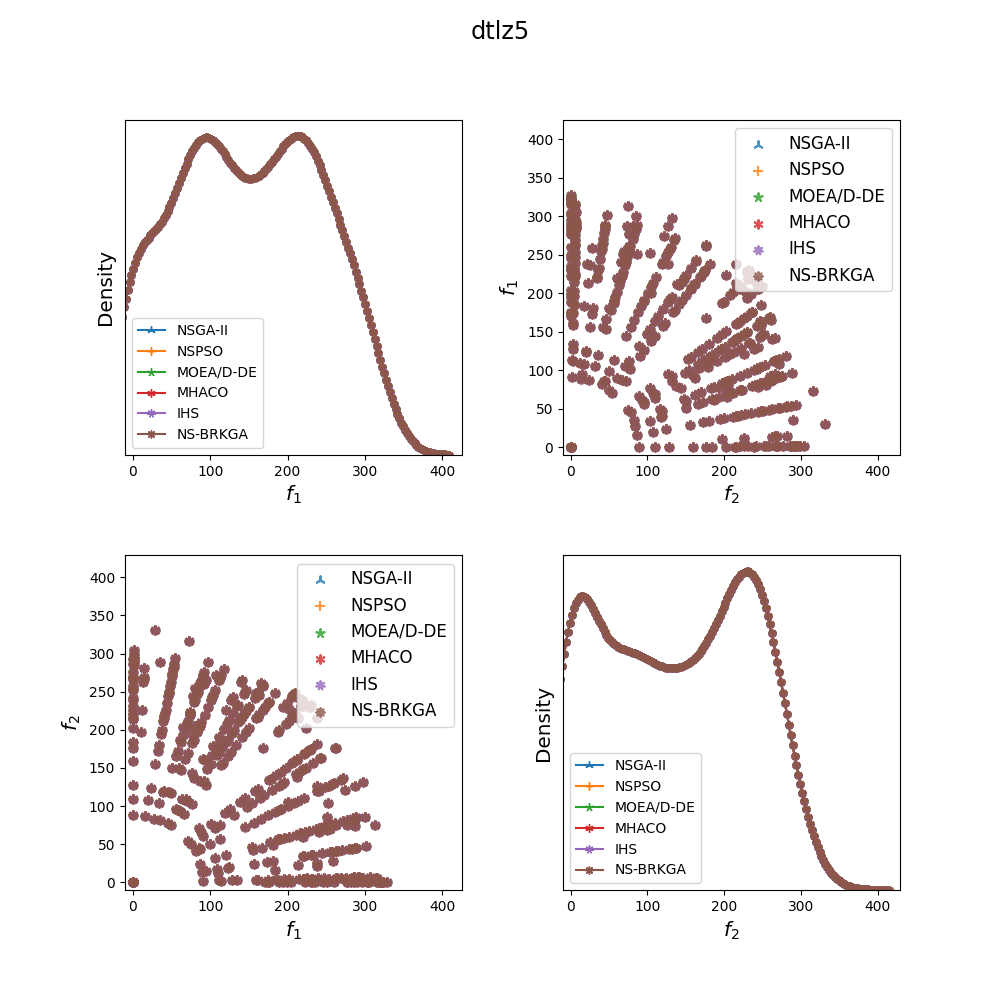 dtlz5
Density
NSGA-II
NSPSO
MOEA/D-DE
MHACO
IHS
NS-BRKGA
0 100 200 300 400
f1
f1
400
350
300
250
200
150
100
50
0
NSGA-II
NSPSO
MOEA/D-DE
MHACO
IHS
NS-BRKGA
0 100 200 300 400
f2
f2
400
350
300
250
200
150
100
50
0
NSGA-II
NSPSO
MOEA/D-DE
MHACO
IHS
NS-BRKGA
0 100 200 300 400
f1
Density
NSGA-II
NSPSO
MOEA/D-DE
MHACO
IHS
NS-BRKGA
0 100 200 300 400
f2